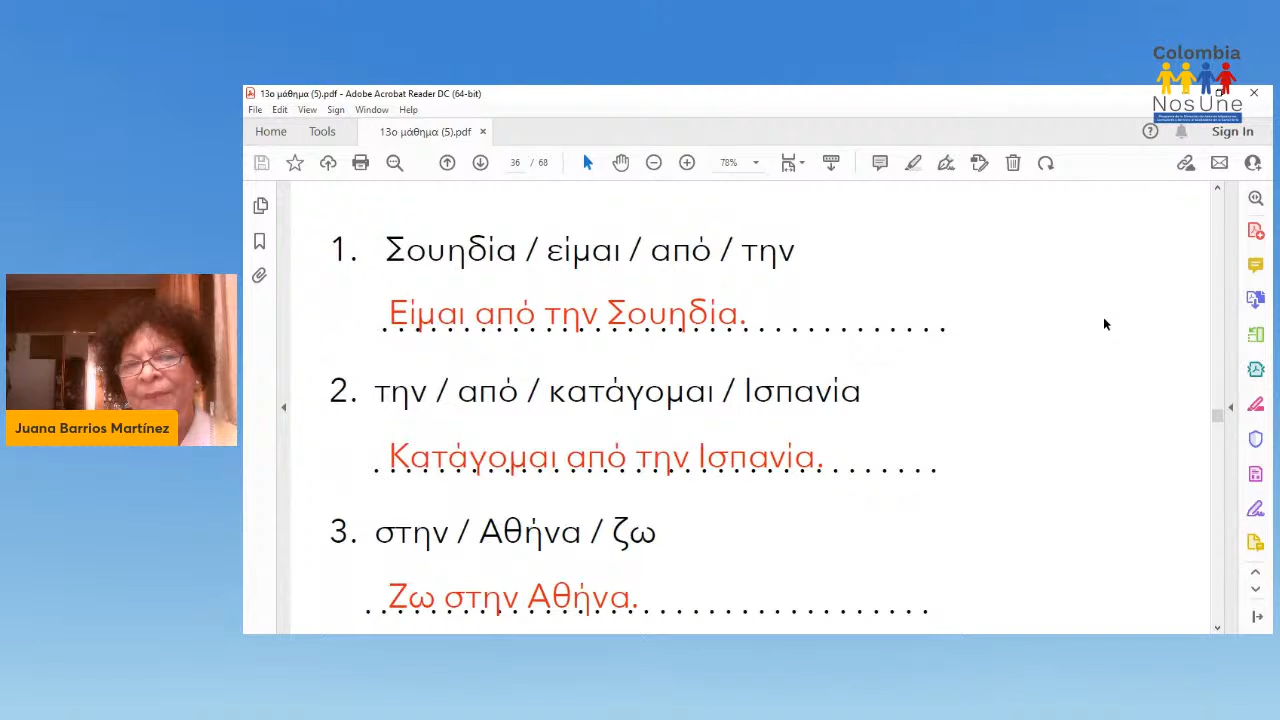 Colombia
Nos Une
13ο μάθημα (5).pdf - Adobe Acrobat Reader DC (64-bit)
File Edit View Sign Window Help
Home Tools 13ο μάθημα (5).pdf ×
Sign In
36 / 68 78%
1. Σουηδία / είμαι / από / την
Είμαι από την Σουηδία.
2. την / από / κατάγομαι / Ισπανία
Κατάγομαι από την Ισπανία.
3. στην / Αθήνα / ζω
Ζω στην Αθήνα.
Juana Barrios Martínez